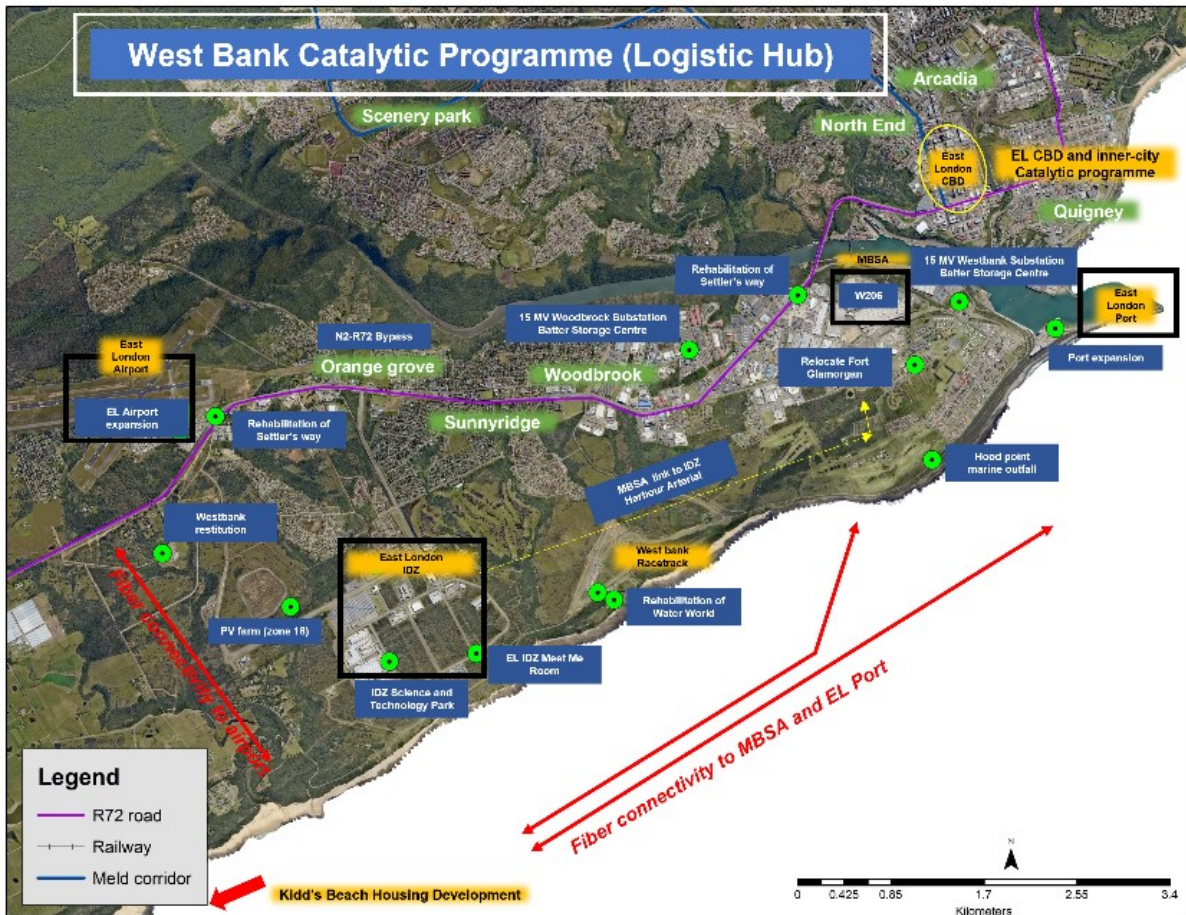 West Bank Catalytic Programme (Logistic Hub)
Arcadia
Scenery park
North End
East
London
CBD
EL CBD and inner-city
Catalytic programme
Quigney
MBSA
15 MV Westbank Substation
Batter Storage Centre
Rehabilitation of
Settler's way
W206
East
London
Port
15 MV Woodbrock Substation
Batter Storage Centre
N2-R72 Bypass
East
London
Airport
Orange grove
Woodbrook
Relocate Fort
Glamorgan
Port expansion
EL Airport
expansion
Rehabilitation of
Settler's way
Sunnyridge
MBSA link to IDZ
Harbour Arterial
Hood point
marine outfall
Westbank
restitution
East London
IDZ
West bank
Racetrack
Rehabilitation of
Water World
PV farm (zone 18)
EL IDZ Meet Me
Room
IDZ Science and
Technology Park
Fiber connectivity to airport
Fiber connectivity to MBSA and EL Port
Legend
R72 road
Railway
Meld corridor
Kidd's Beach Housing Development
N
0 0.425 0.85 1.7 2.55 3.4
Kilometers